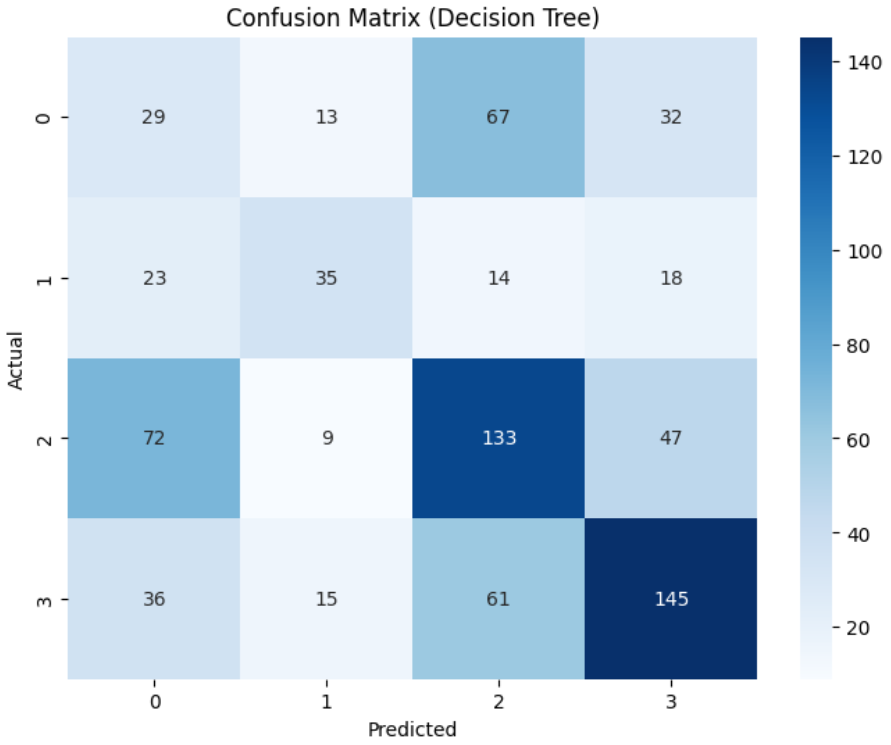 Confusion Matrix (Decision Tree)
0 29 13 67 32
1 23 35 14 18
2 72 9 133 47
3 36 15 61 145
0 1 2 3
Predicted
Actual
140
120
100
80
60
40
20